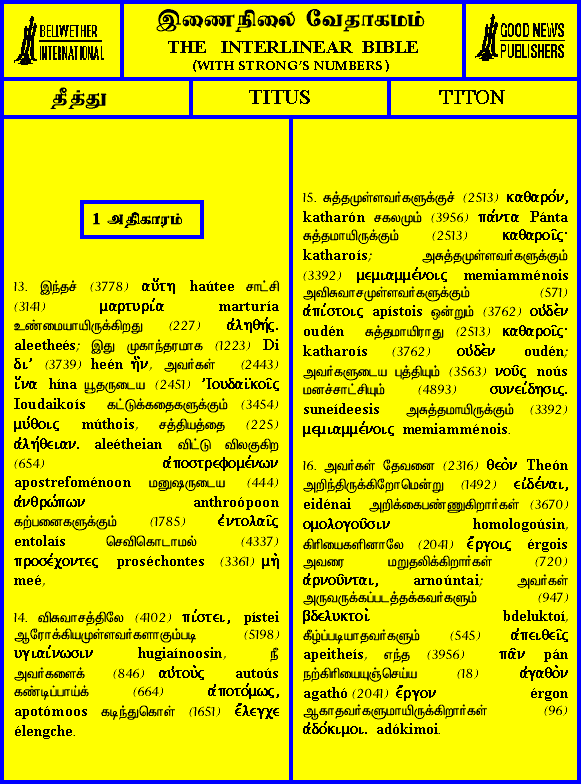 BELLWETHER
INTERNATIONAL
இணைநிலை வேதாகமம்
THE INTERLINEAR BIBLE
(WITH STRONG'S NUMBERS)
GOOD NEWS
PUBLISHERS
தீத்து
TITUS
TITON
1 அதிகாரம்
13. இந்தச் (3778) αὕτη haútee சாட்சி
(3141) μαρτυρία marturía
உண்மையாயிருக்கிறது (227) ἀληθής.
aleetheés; இது முகாந்தரமாக (1223) Di
δι' (3739) heén ἣν, அவர்கள் (2443)
ἵνα hína யூதருடைய (2451) Ἰουδαϊκοῖς
Ioudaikoís கட்டுக்கதைகளுக்கும் (3454)
μύθοις múthois, சத்தியத்தை (225)
ἀλήθειαν. aleétheian விட்டு விலகுகிற
(654) ἀποστρεφομένων
apostrefoménoon மனுஷருடைய (444)
ἀνθρώπων anthroópoon
கற்பனைகளுக்கும் (1785) ἐντολαῖς
entolaís செவிகொடாமல் (4337)
προσέχοντες proséchontes (3361) μὴ
meé,
14. விசுவாசத்திலே (4102) πίστει, pístei
ஆரோக்கியமுள்ளவர்களாகும்படி (5198)
υγιαίνωσιν hugiaínoosin, நீ
அவர்களைக் (846) αὐτοὺς autoús
கண்டிப்பாய்க் (664) ἀποτόμως,
apotómoos கடிந்துகொள் (1651) ἔλεγχε
élengche.
15. சுத்தமுள்ளவர்களுக்குச் (2513) καθαρόν,
katharón சகலமும் (3956) πάντα Pánta
சுத்தமாயிருக்கும் (2513) καθαροῖς·
katharoís; அசுத்தமுள்ளவர்களுக்கும்
(3392) μεμιαμμένοις memiamménois
அவிசுவாசமுள்ளவர்களுக்கும் (571)
ἀπίστοις apístois ஒன்றும் (3762) οὐδὲν
oudén சுத்தமாயிராது (2513) καθαροῖς·
katharoís (3762) οὐδὲν oudén;
அவர்களுடைய புத்தியும் (3563) νοῦς noús
மனச்சாட்சியும் (4893) συνείδησις.
suneídeesis அசுத்தமாயிருக்கும் (3392)
μεμιαμμένοις memiamménois.
16. அவர்கள் தேவனை (2316) θεὸν Theón
அறிந்திருக்கிறோமென்று (1492) εἰδέναι,
eidénai அறிக்கைபண்ணுகிறார்கள் (3670)
ομολογοῦσιν homologoúsin,
கிரியைகளினாலே (2041) ἔργοις érgois
அவரை மறுதலிக்கிறார்கள் (720)
ἀρνοῦνται, arnoúntai; அவர்கள்
அருவருக்கப்படத்தக்கவர்களும் (947)
βδελυκτοὶ bdeluktoí,
கீழ்ப்படியாதவர்களும் (545) ἀπειθεῖς
apeitheís, எந்த (3956) πᾶν pán
நற்கிரியையுஞ்செய்ய (18) ἀγαθὸν
agathó (2041) ἔργον érgon
ஆகாதவர்களுமாயிருக்கிறார்கள் (96)
ἀδόκιμοι. adókimoi.